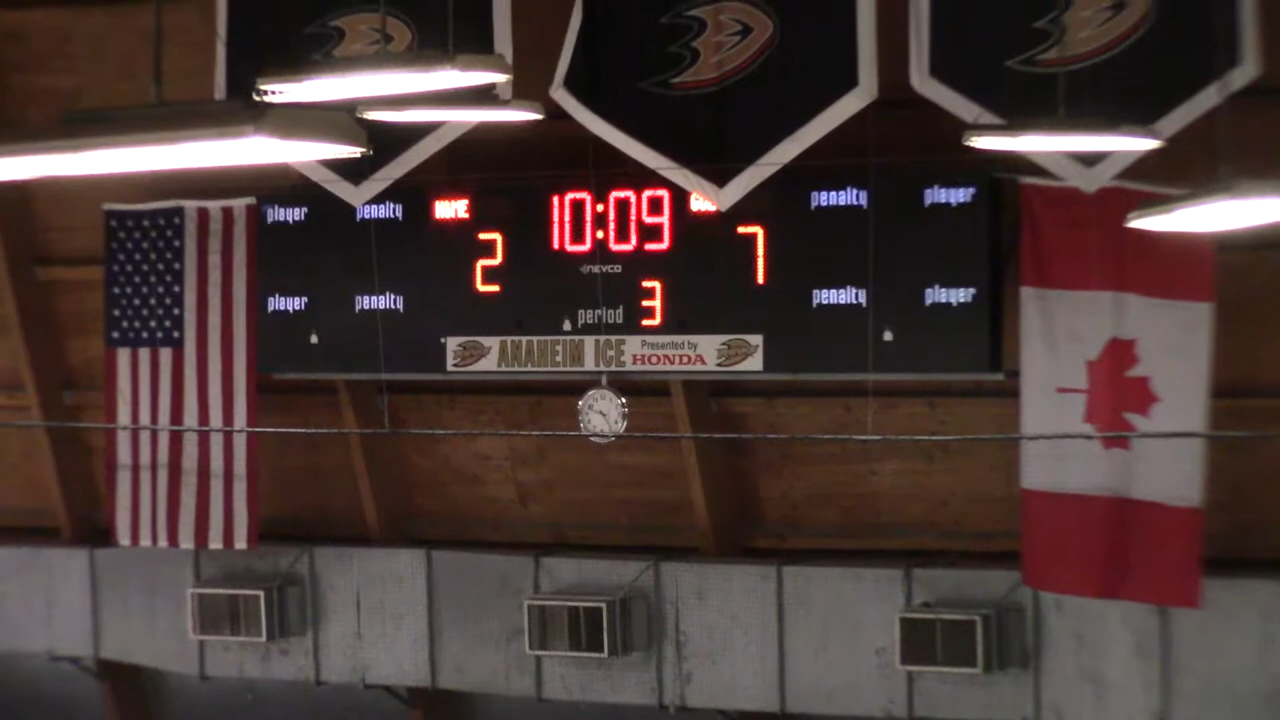 player penalty HOME 10:09 penalty player
2 7
NEVCO
player penalty period 3 penalty player
ANAHEIM ICE Presented by HONDA